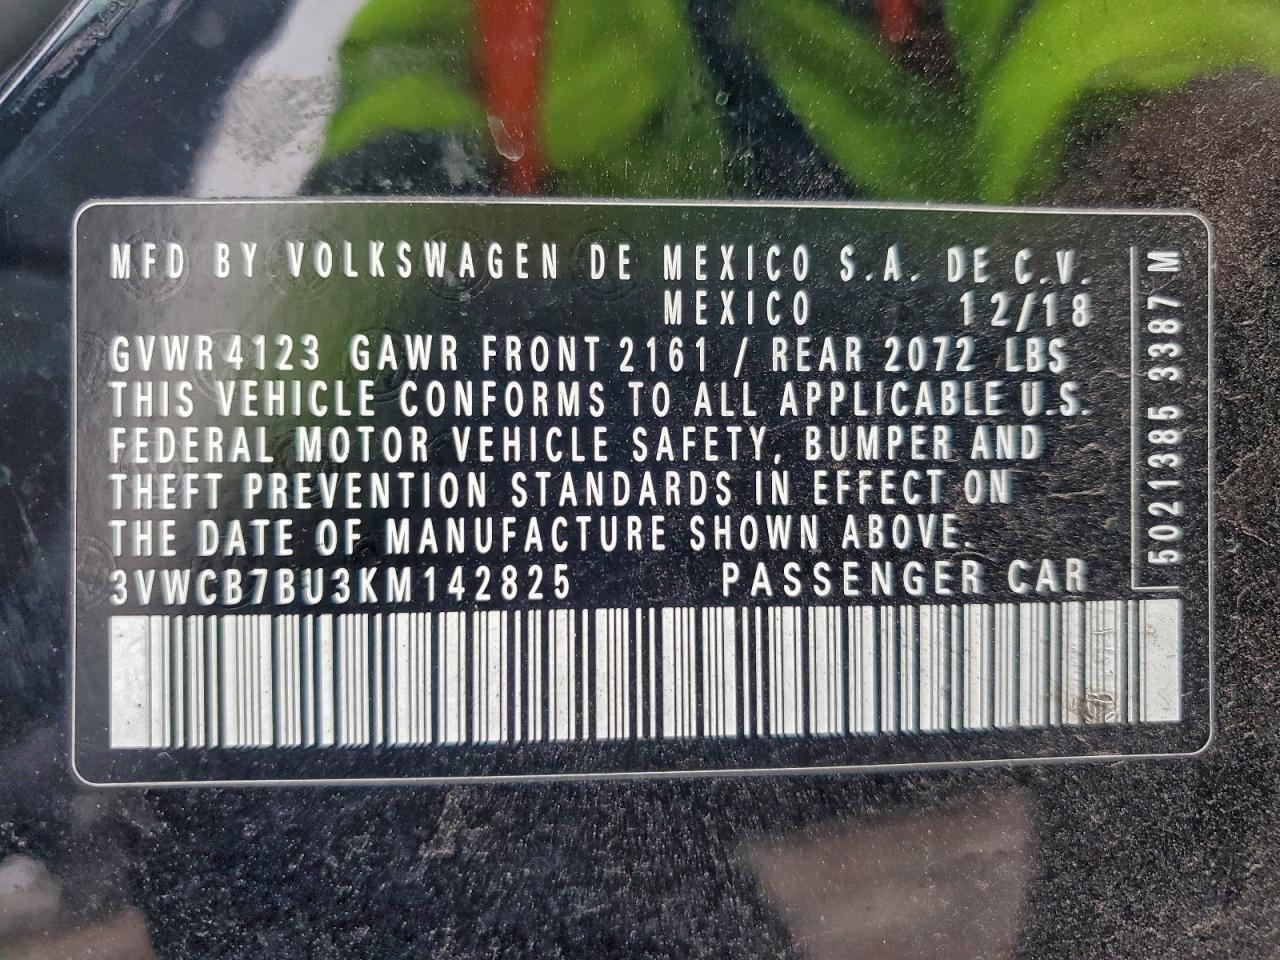 MFD BY VOLKSWAGEN DE MEXICO S.A. DE C.V.
MEXICO 12/18
GVWR 4123 GAWR FRONT 2161 / REAR 2072 LBS
THIS VEHICLE CONFORMS TO ALL APPLICABLE U.S.
FEDERAL MOTOR VEHICLE SAFETY, BUMPER AND
THEFT PREVENTION STANDARDS IN EFFECT ON
THE DATE OF MANUFACTURE SHOWN ABOVE.
3VWCB7BU3KM142825 PASSENGER CAR
5021385 3387 M